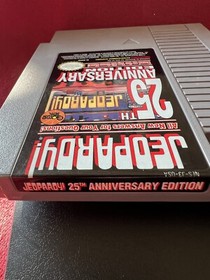 JEOPARDY!
All New Answers for Your Questions.
JEOPARDY!
25TH
ANNIVERSARY
NES-J3-USA
JEOPARDY! 25TH ANNIVERSARY EDITION